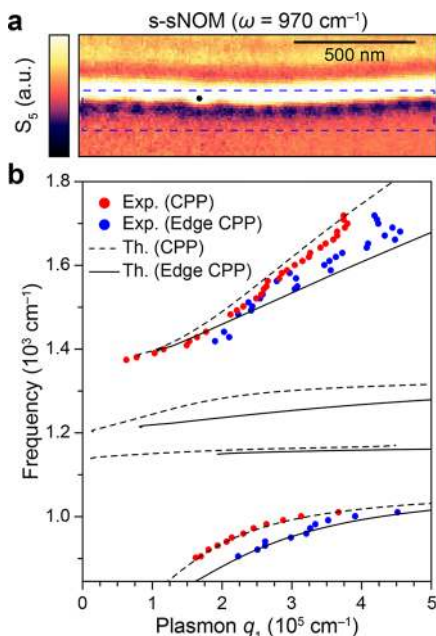 a
s-sNOM (ω = 970 cm⁻¹)
500 nm
S₅ (a.u.)
b
1.8
Exp. (CPP)
Exp. (Edge CPP)
Th. (CPP)
Th. (Edge CPP)
1.6
1.4
1.2
1.0
Frequency (10³ cm⁻¹)
0 1 2 3 4 5
Plasmon qₓ (10⁵ cm⁻¹)